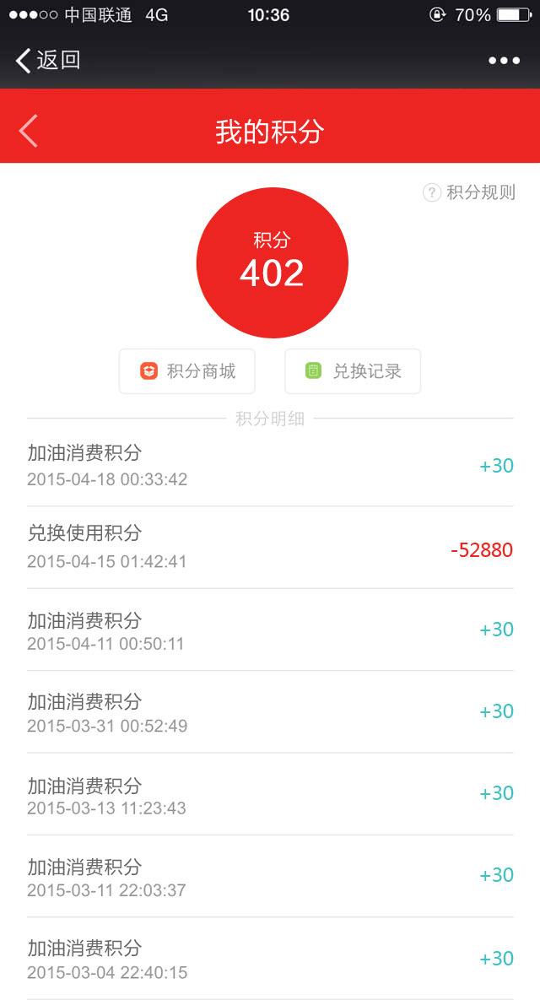 中国联通 4G 10:36 70%
返回
我的积分
? 积分规则
积分
402
积分商城 兑换记录
积分明细
加油消费积分
2015-04-18 00:33:42
+30
兑换使用积分
2015-04-15 01:42:41
-52880
加油消费积分
2015-04-11 00:50:11
+30
加油消费积分
2015-03-31 00:52:49
+30
加油消费积分
2015-03-13 11:23:43
+30
加油消费积分
2015-03-11 22:03:37
+30
加油消费积分
2015-03-04 22:40:15
+30